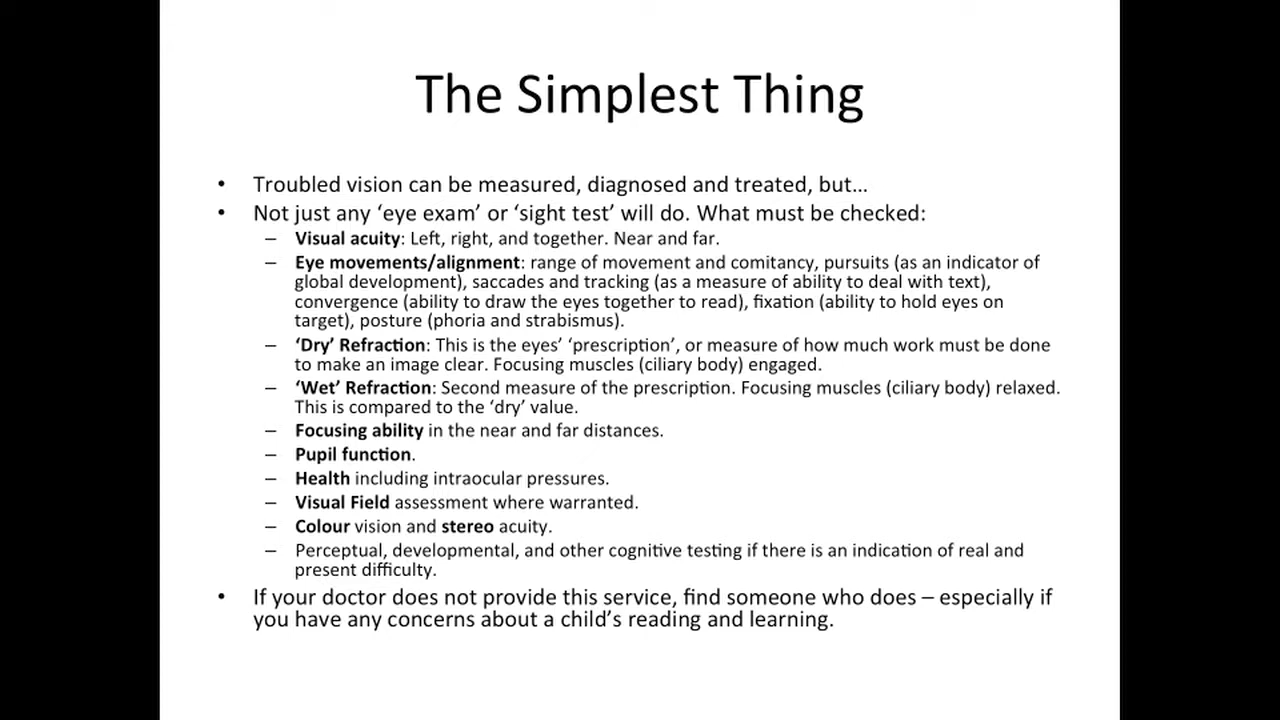 The Simplest Thing
• Troubled vision can be measured, diagnosed and treated, but…
• Not just any ‘eye exam’ or ‘sight test’ will do. What must be checked:
– Visual acuity: Left, right, and together. Near and far.
– Eye movements/alignment: range of movement and comitancy, pursuits (as an indicator of
global development), saccades and tracking (as a measure of ability to deal with text),
convergence (ability to draw the eyes together to read), fixation (ability to hold eyes on
target), posture (phoria and strabismus).
– ‘Dry’ Refraction: This is the eyes’ ‘prescription’, or measure of how much work must be done
to make an image clear. Focusing muscles (ciliary body) engaged.
– ‘Wet’ Refraction: Second measure of the prescription. Focusing muscles (ciliary body) relaxed.
This is compared to the ‘dry’ value.
– Focusing ability in the near and far distances.
– Pupil function.
– Health including intraocular pressures.
– Visual Field assessment where warranted.
– Colour vision and stereo acuity.
– Perceptual, developmental, and other cognitive testing if there is an indication of real and
present difficulty.
• If your doctor does not provide this service, find someone who does – especially if
you have any concerns about a child’s reading and learning.